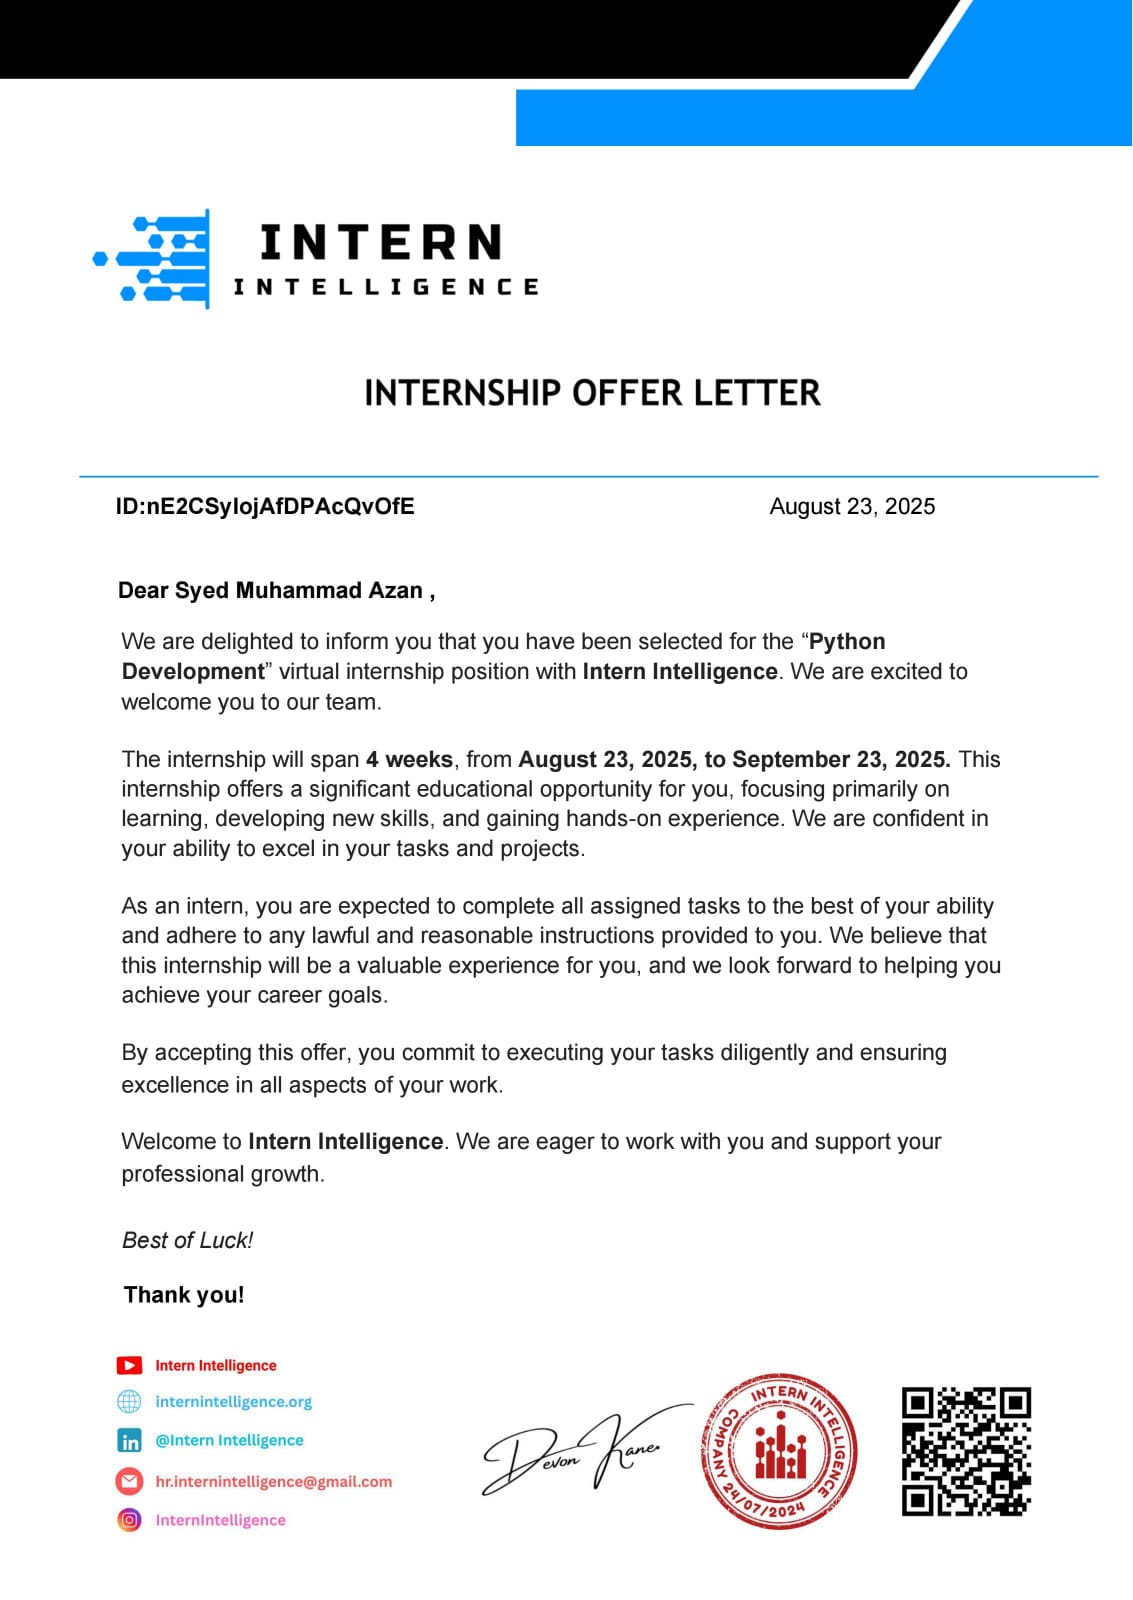 INTERN
INTELLIGENCE
INTERNSHIP OFFER LETTER
ID:nE2CSylojAfDPAcQvOfE
August 23, 2025
Dear Syed Muhammad Azan ,
We are delighted to inform you that you have been selected for the “Python
Development” virtual internship position with Intern Intelligence. We are excited to
welcome you to our team.
The internship will span 4 weeks, from August 23, 2025, to September 23, 2025. This
internship offers a significant educational opportunity for you, focusing primarily on
learning, developing new skills, and gaining hands-on experience. We are confident in
your ability to excel in your tasks and projects.
As an intern, you are expected to complete all assigned tasks to the best of your ability
and adhere to any lawful and reasonable instructions provided to you. We believe that
this internship will be a valuable experience for you, and we look forward to helping you
achieve your career goals.
By accepting this offer, you commit to executing your tasks diligently and ensuring
excellence in all aspects of your work.
Welcome to Intern Intelligence. We are eager to work with you and support your
professional growth.
Best of Luck!
Thank you!
Intern Intelligence
internintelligence.org
@Intern Intelligence
hr.internintelligence@gmail.com
InternIntelligence
Devon Kane
INTERN INTELLIGENCE
COMPANY 24/07/2024